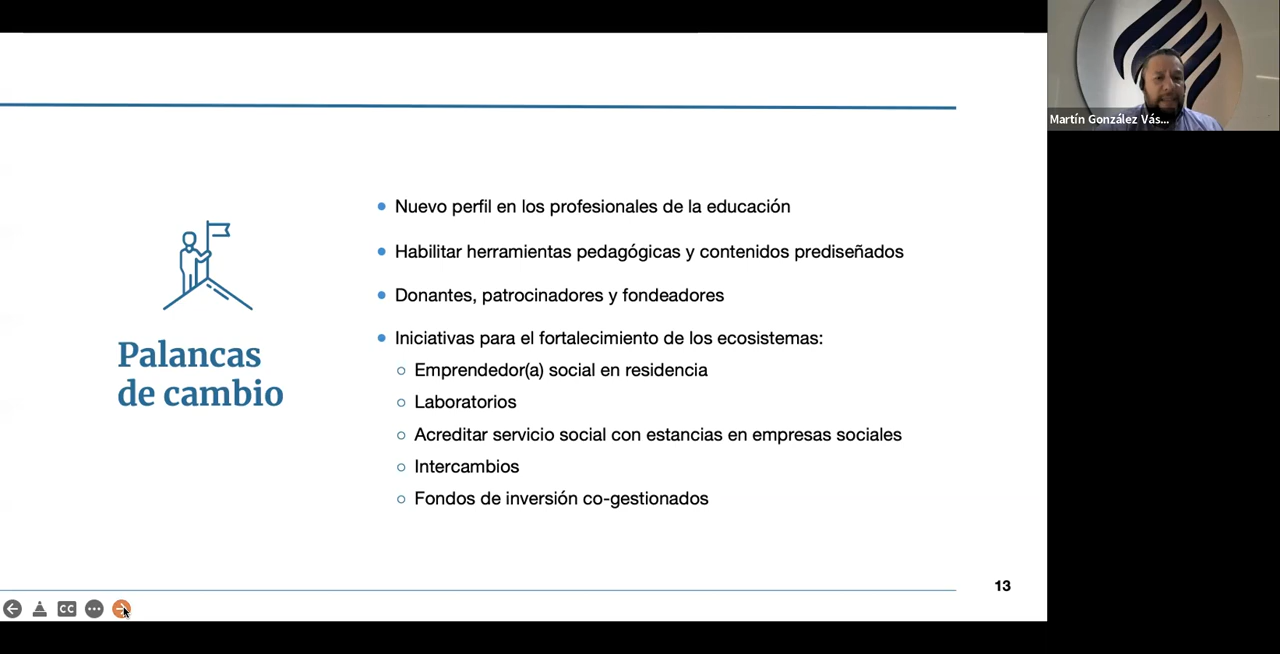 Martín González Vás...
Nuevo perfil en los profesionales de la educación
Habilitar herramientas pedagógicas y contenidos prediseñados
Donantes, patrocinadores y fondeadores
Iniciativas para el fortalecimiento de los ecosistemas:
Emprendedor(a) social en residencia
Laboratorios
Acreditar servicio social con estancias en empresas sociales
Intercambios
Fondos de inversión co-gestionados
Palancas
de cambio
13
CC